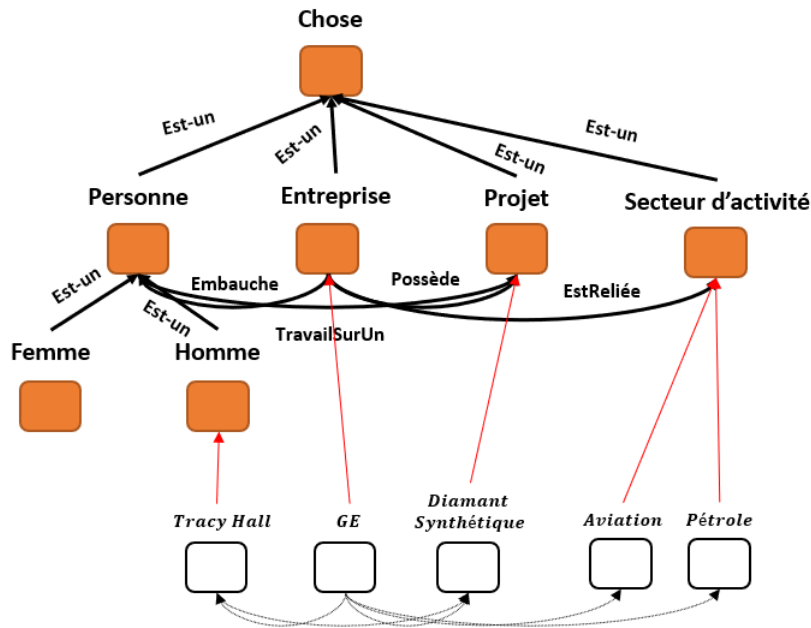 Chose
Est-un
Est-un
Est-un
Est-un
Personne
Entreprise
Projet
Secteur d’activité
Est-un
Embauche
Possède
EstReliée
Est-un
TravailSurUn
Femme
Homme
Tracy Hall
GE
Diamant
Synthétique
Aviation
Pétrole